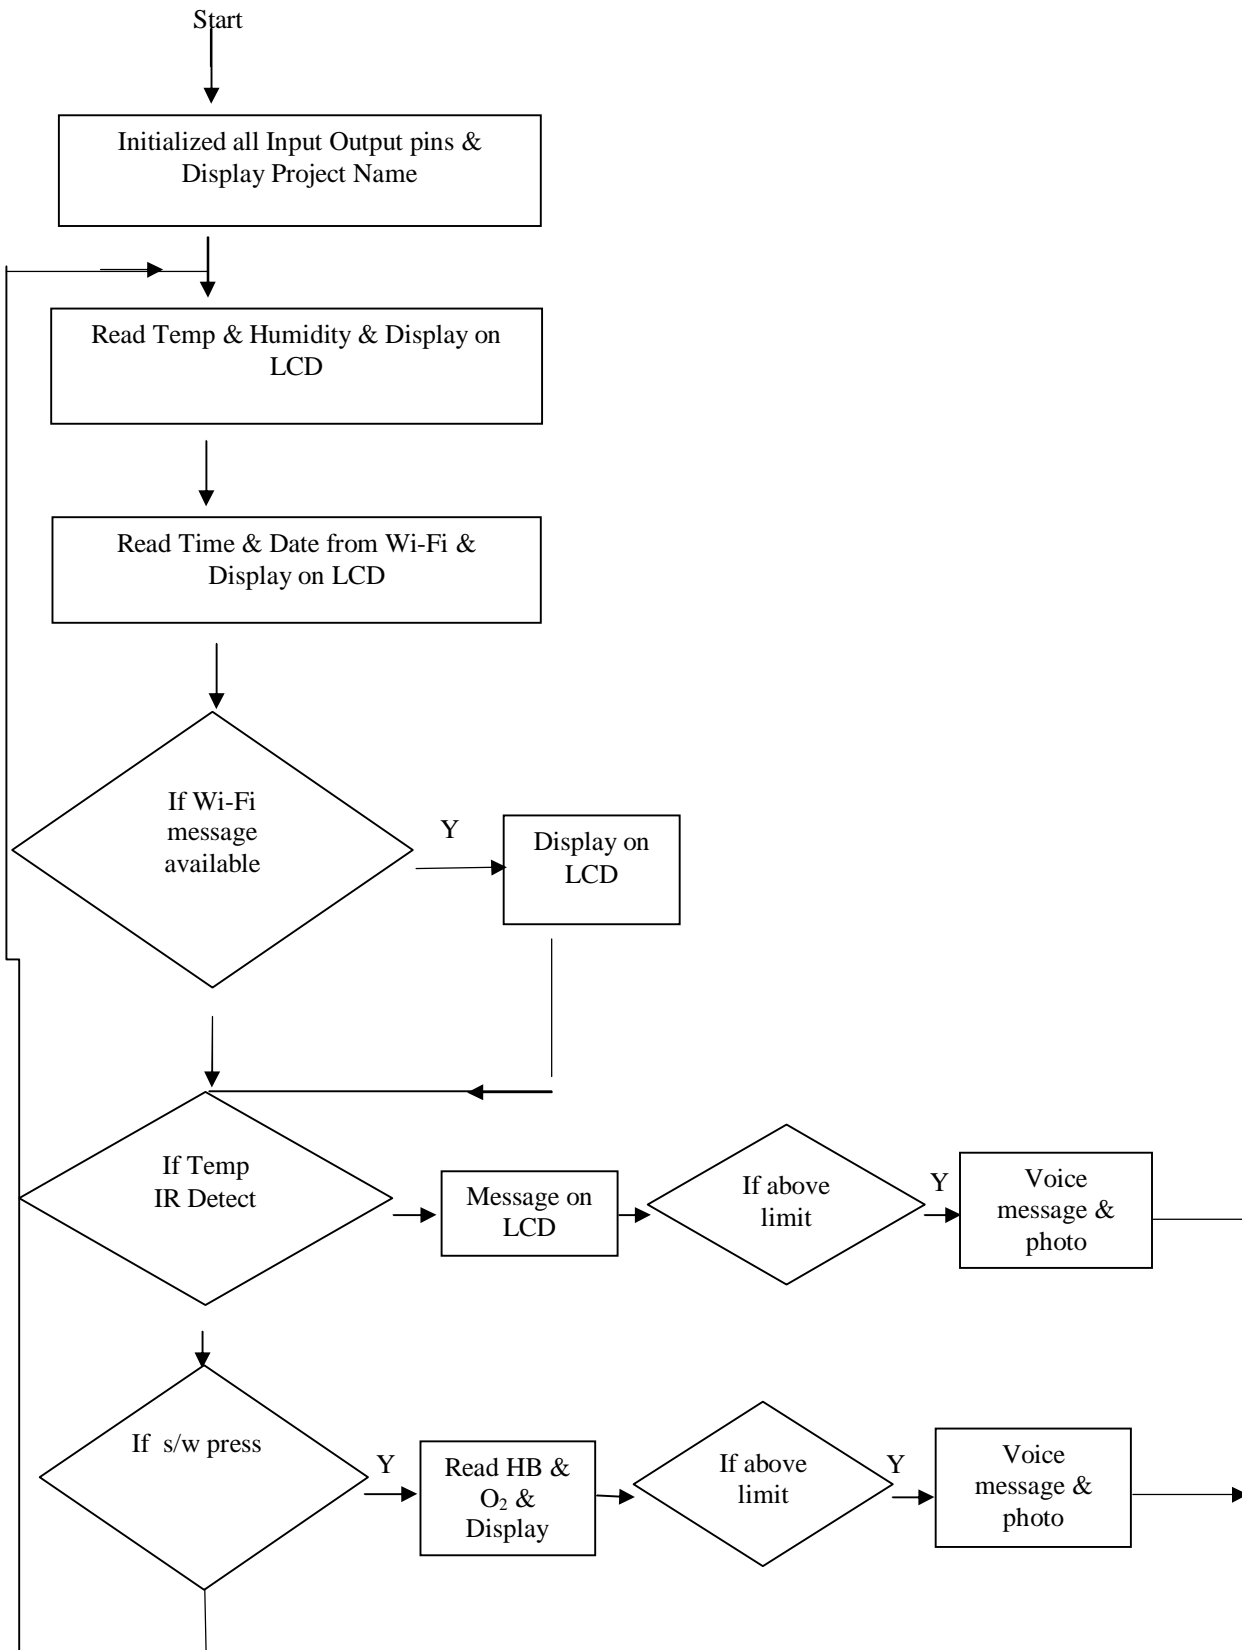 Start
Initialized all Input Output pins &
Display Project Name
Read Temp & Humidity & Display on
LCD
Read Time & Date from Wi-Fi &
Display on LCD
If Wi-Fi
message
available
Y
Display on
LCD
If Temp
IR Detect
Message on
LCD
If above
limit
Y
Voice
message &
photo
If s/w press
Y
Read HB &
O₂ &
Display
If above
limit
Y
Voice
message &
photo